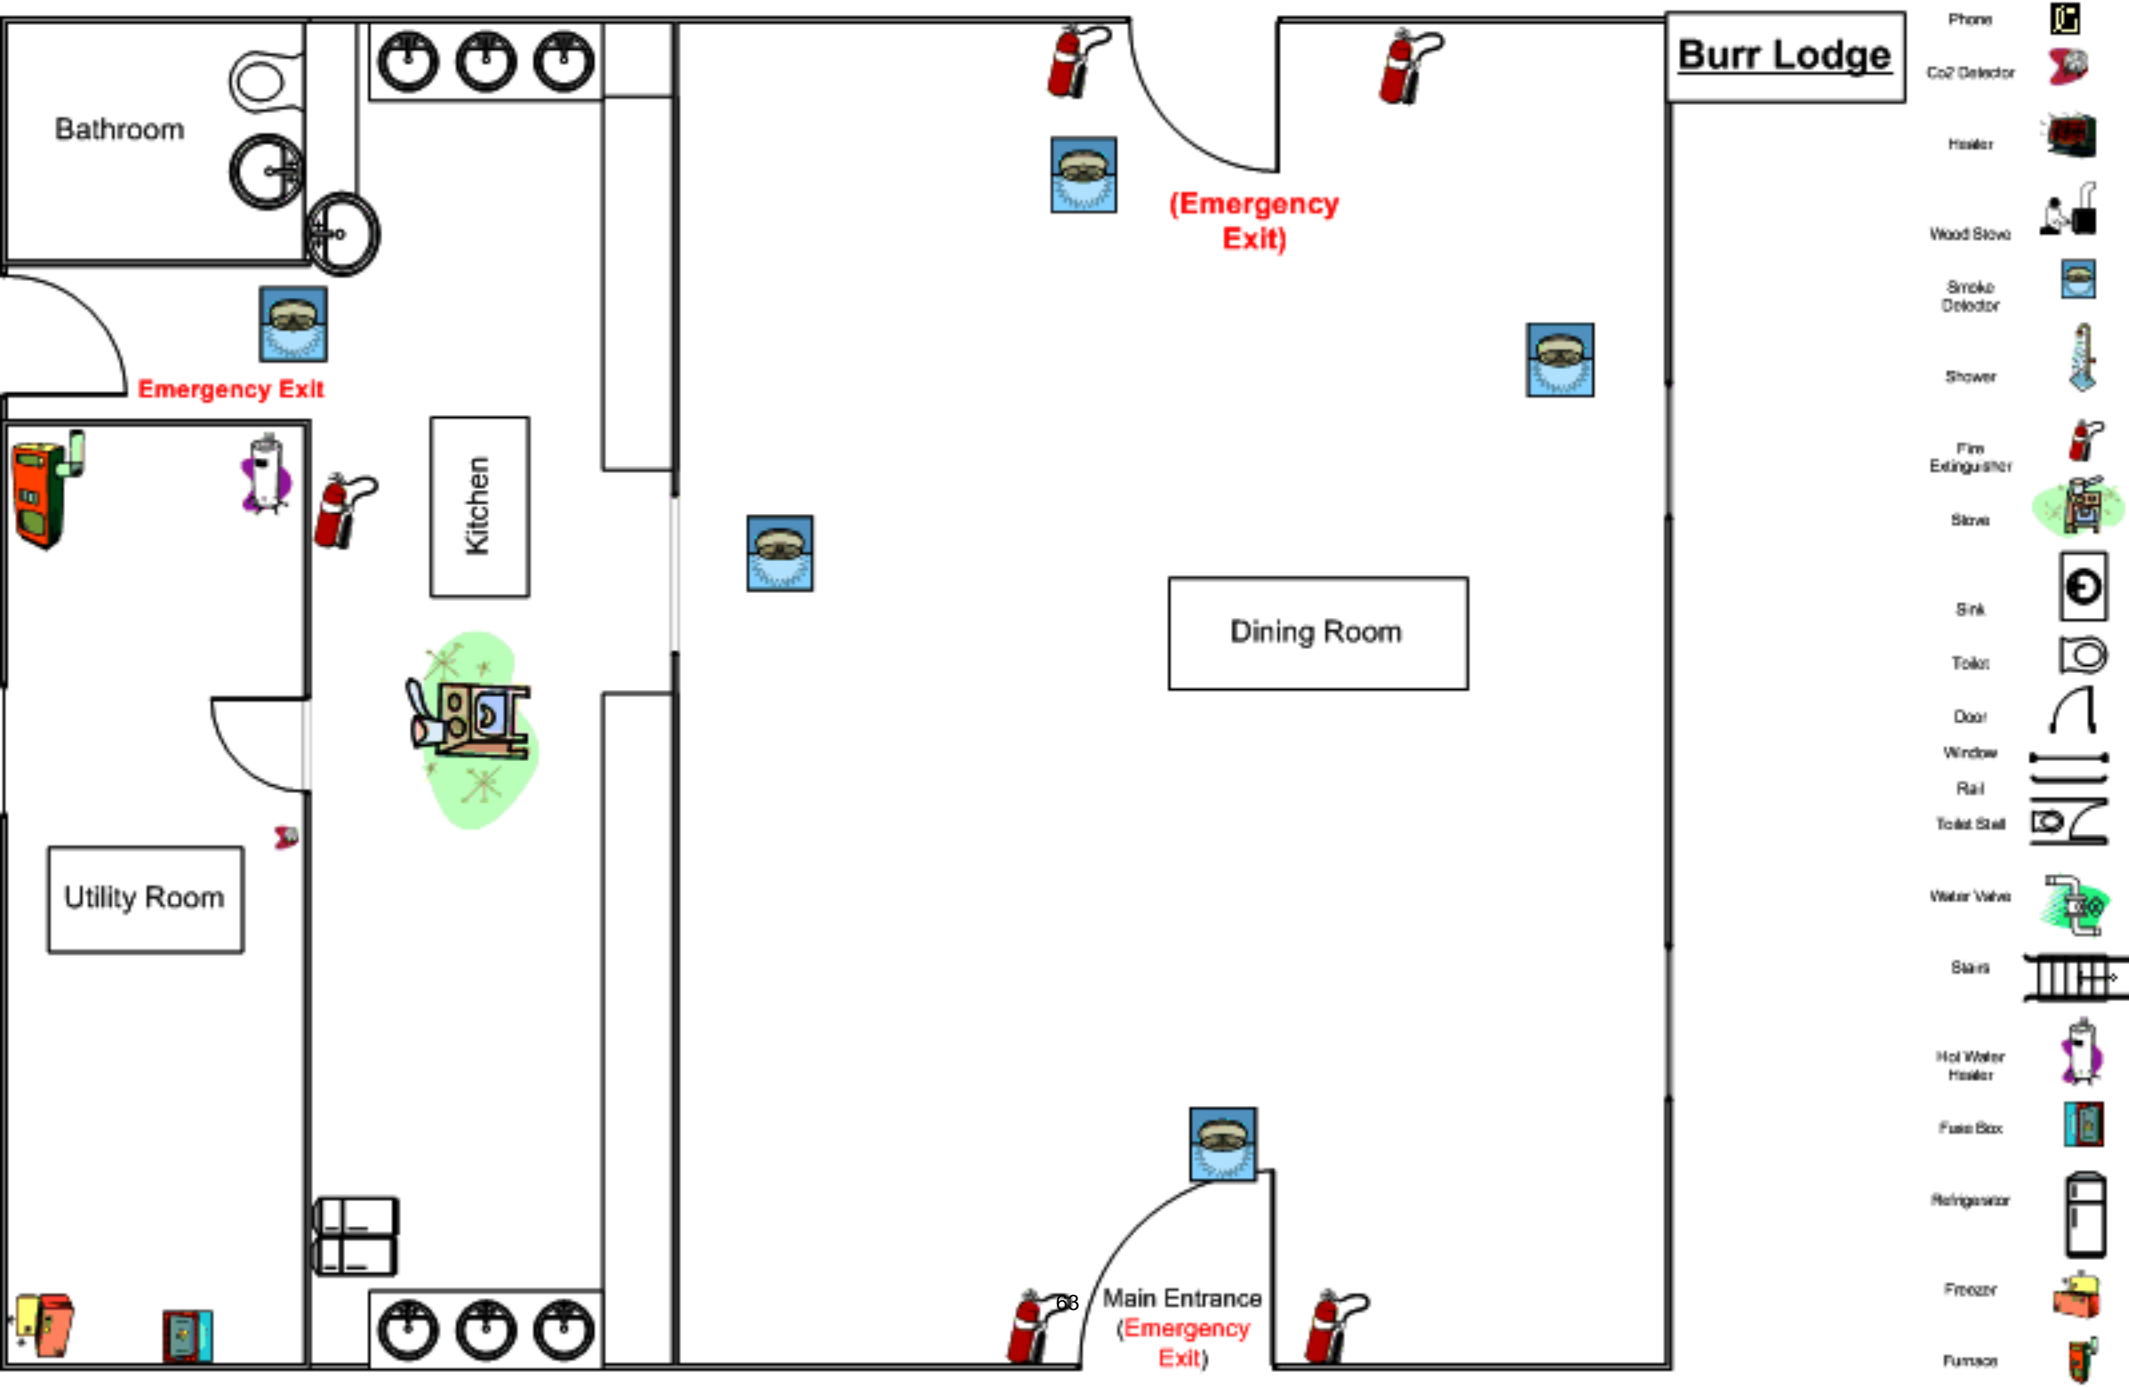 Burr Lodge
Bathroom
(Emergency
Exit)
Emergency Exit
Kitchen
Dining Room
Utility Room
63
Main Entrance
(Emergency
Exit)
Phone
Co2 Detector
Heater
Wood Stove
Smoke
Detector
Shower
Fire
Extinguisher
Stove
Sink
Toilet
Door
Window
Rail
Toilet Stall
Water Valve
Stairs
Hot Water
Heater
Fuse Box
Refrigerator
Freezer
Furnace